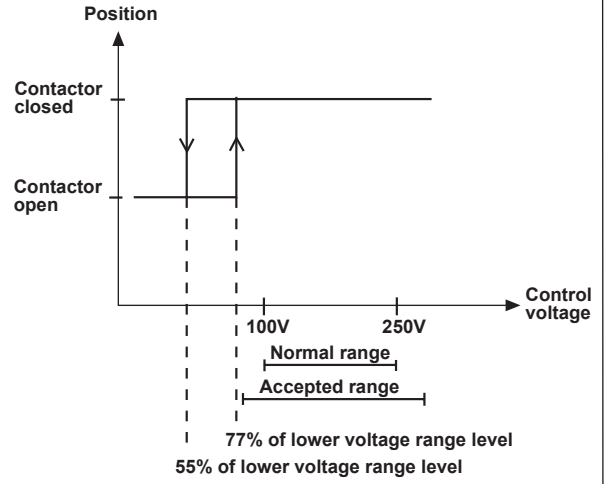 Position
Contactor
closed
Contactor
open
Control
voltage
100V
250V
Normal range
Accepted range
77% of lower voltage range level
55% of lower voltage range level